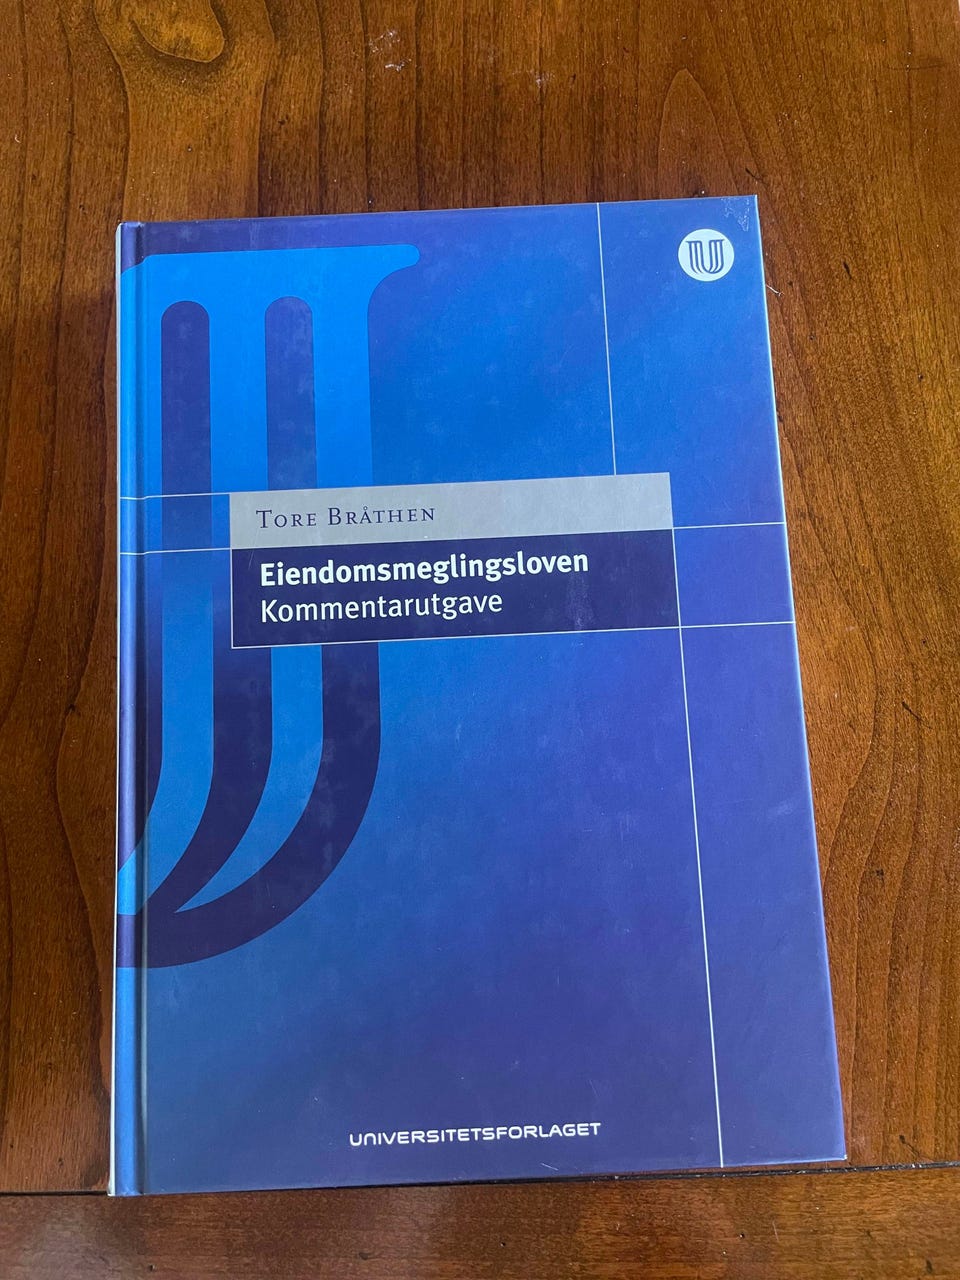 TORE BRÅTHEN
Eiendomsmeglingsloven
Kommentarutgave
UNIVERSITETSFORLAGET